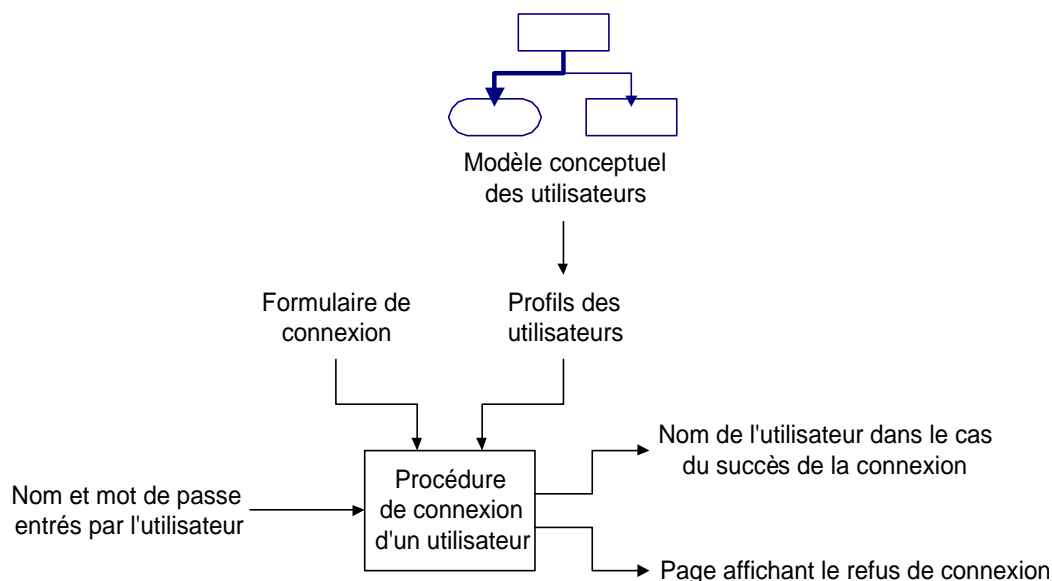 Modèle conceptuel
des utilisateurs
Formulaire de
connexion
Profils des
utilisateurs
Nom et mot de passe
entrés par l'utilisateur
Procédure
de connexion
d'un utilisateur
Nom de l'utilisateur dans le cas
du succès de la connexion
Page affichant le refus de connexion